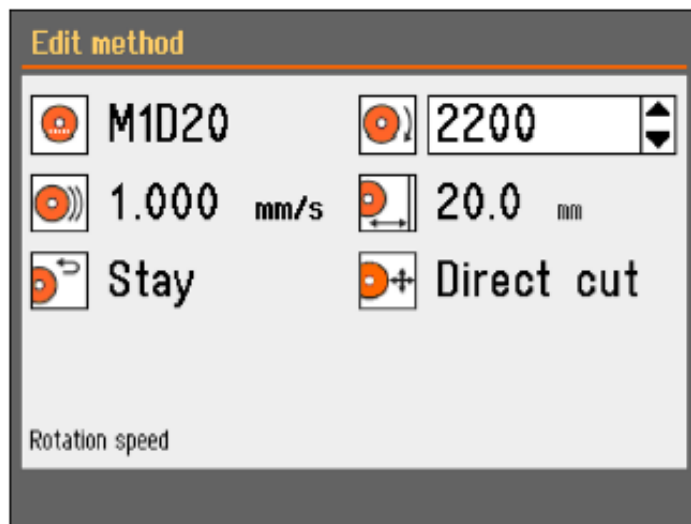 Edit method
M1D20 2200
1.000 mm/s 20.0 mm
Stay Direct cut
Rotation speed